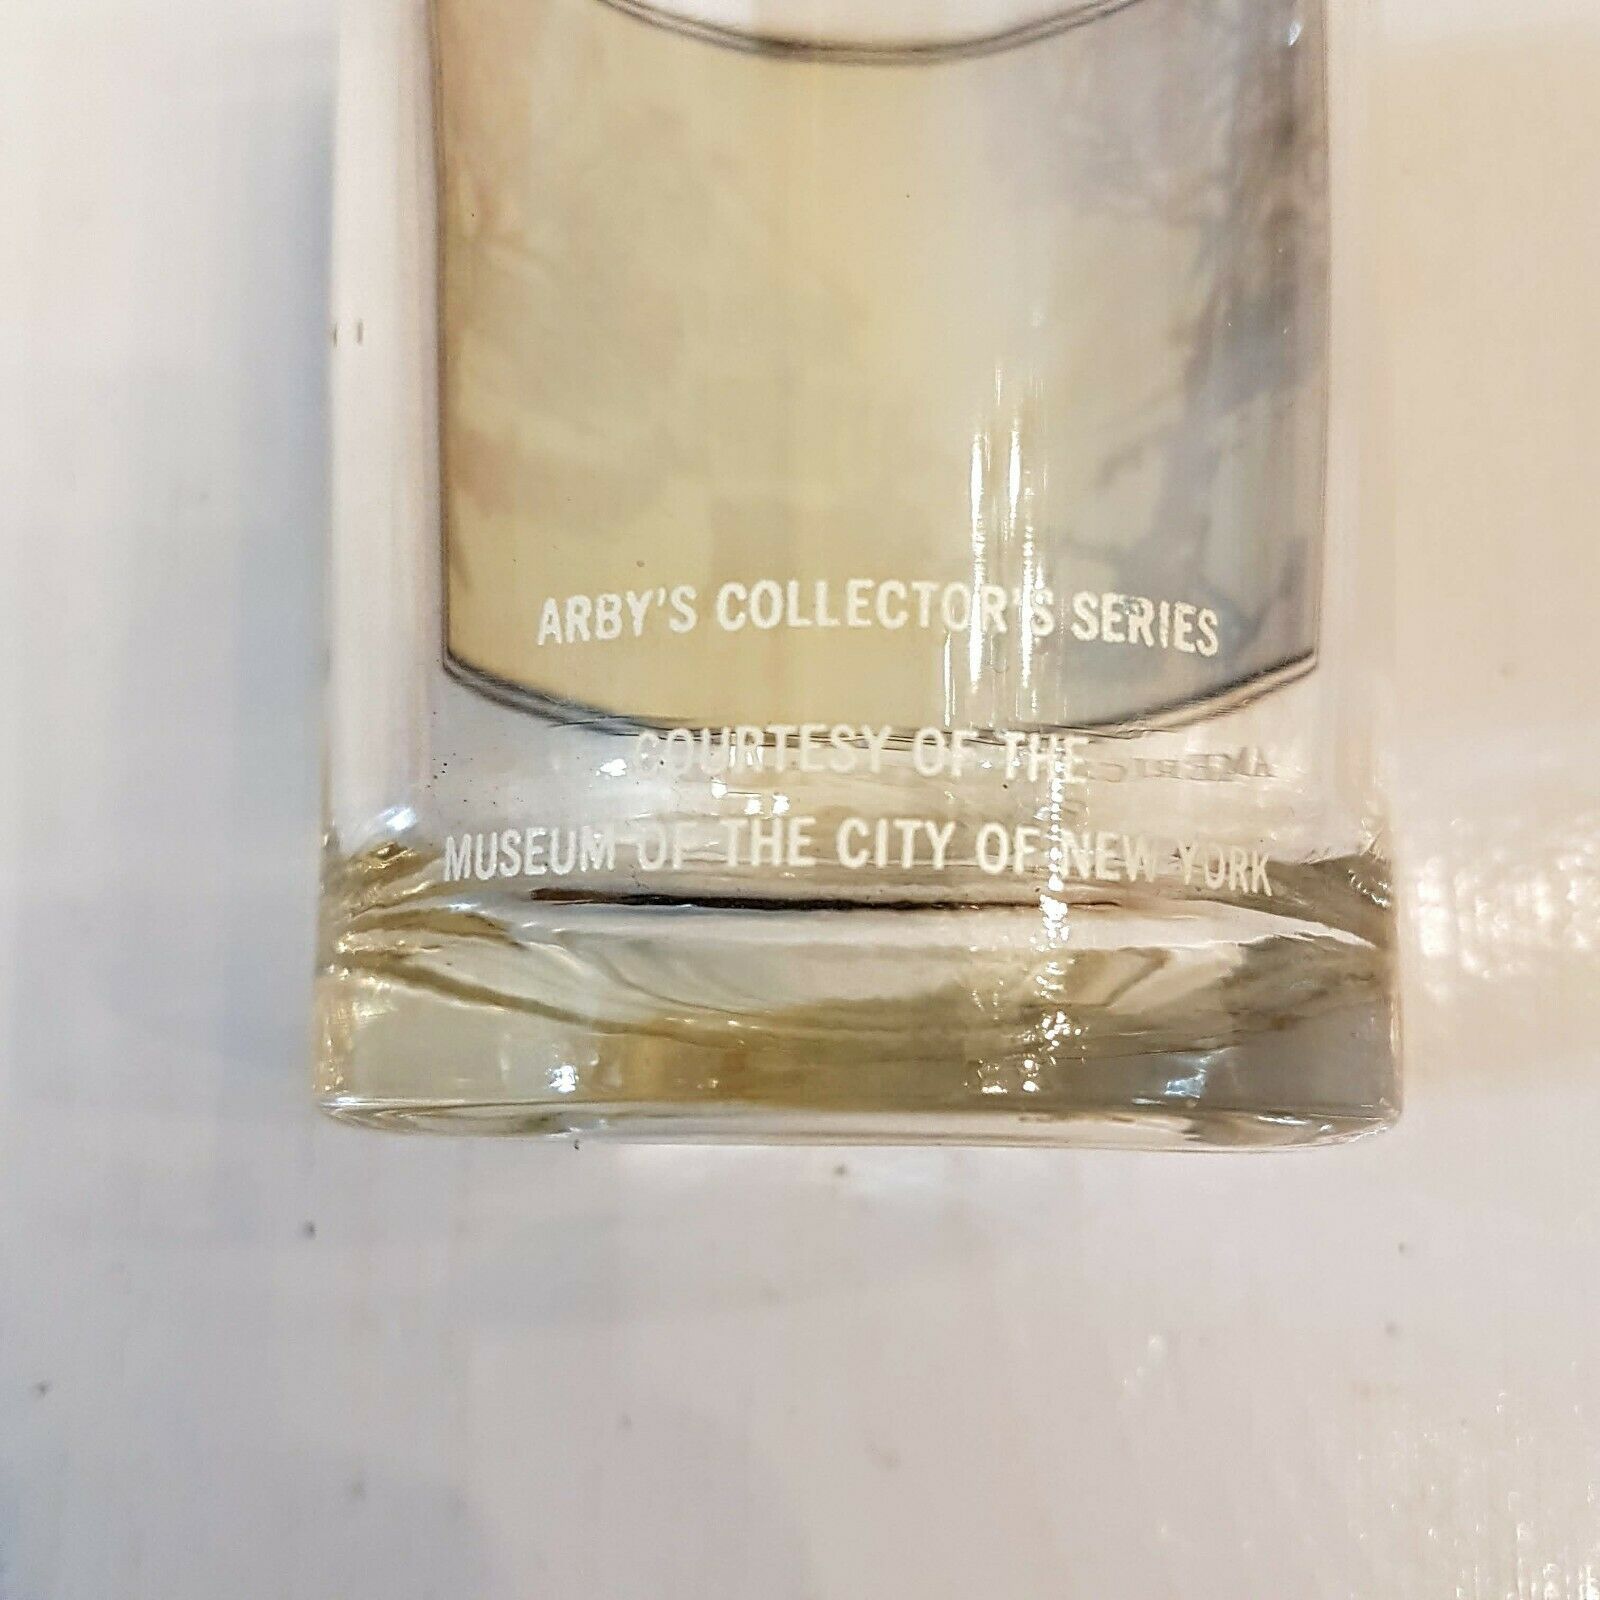 ARBY'S COLLECTOR'S SERIES
COURTESY OF THE
MUSEUM OF THE CITY OF NEW YORK